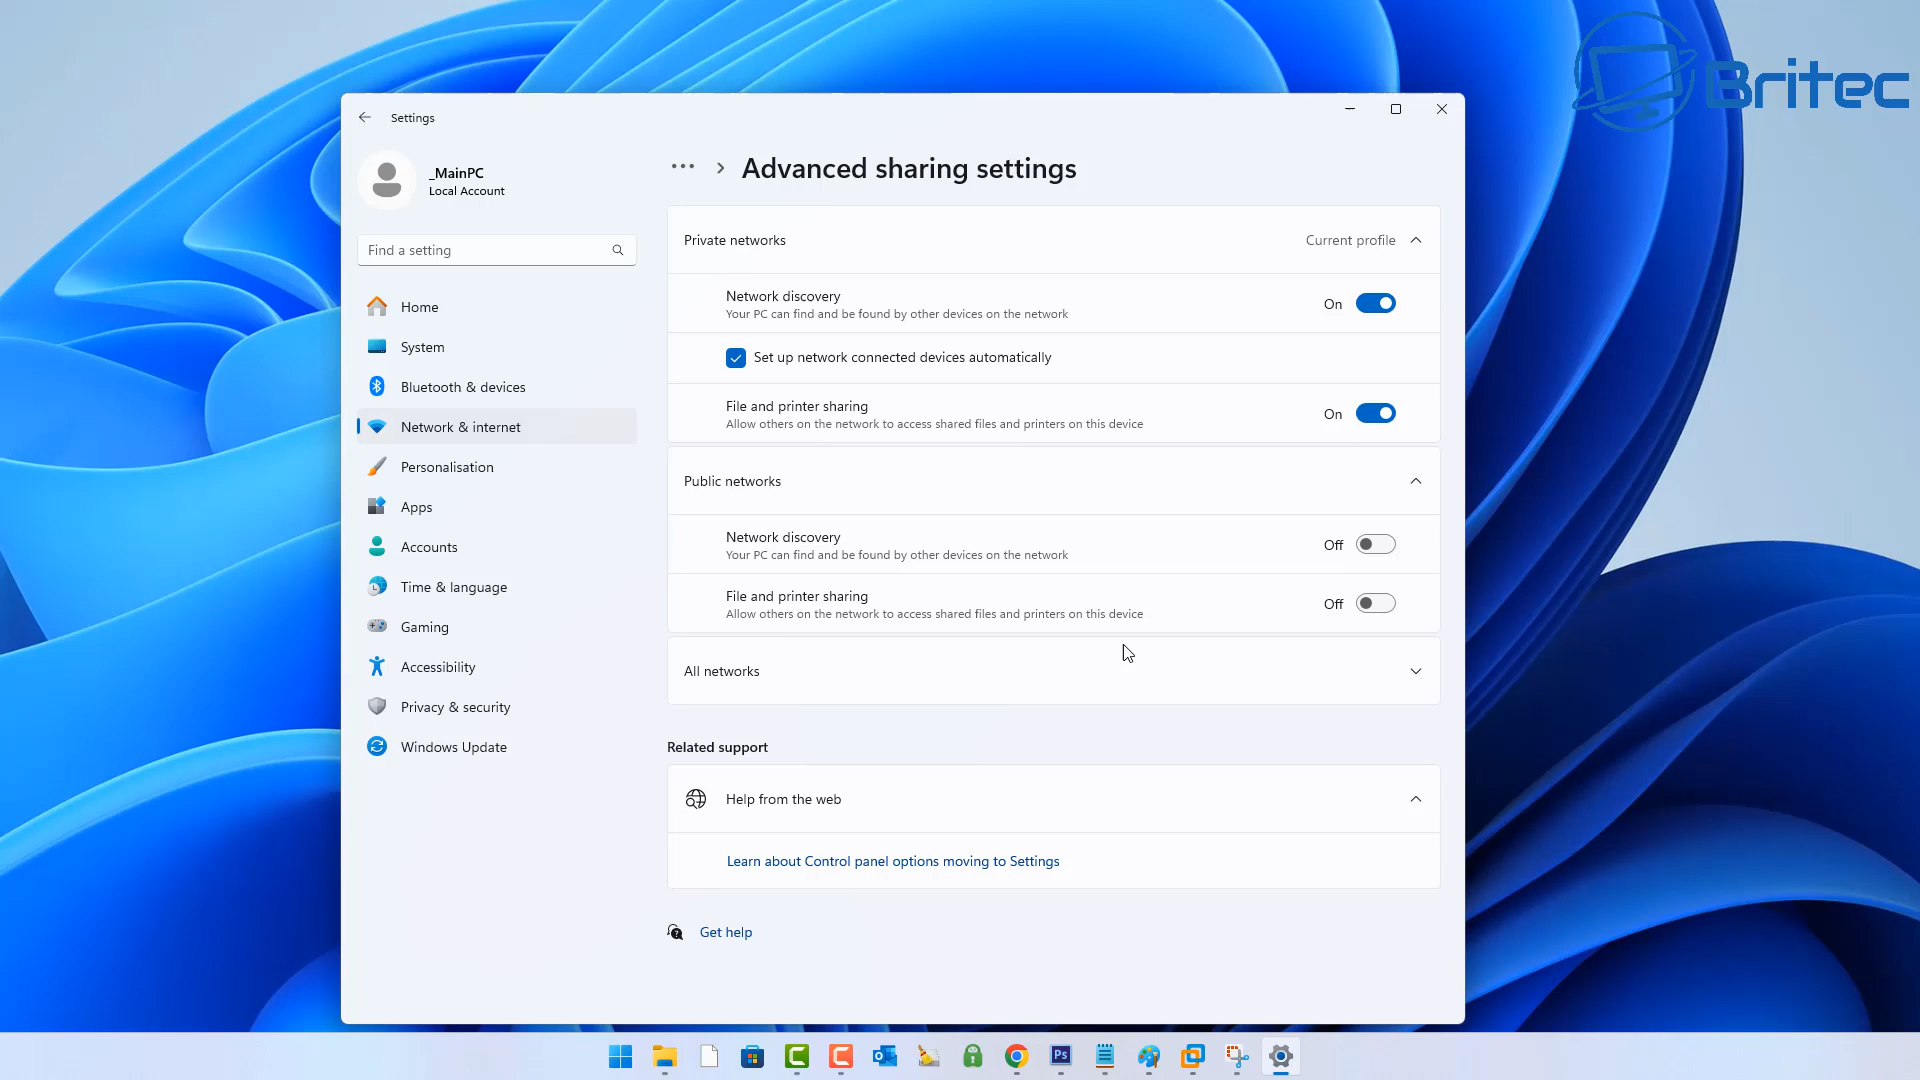 Britec
Settings
_MainPC
Local Account
Find a setting
Home
System
Bluetooth & devices
Network & internet
Personalisation
Apps
Accounts
Time & language
Gaming
Accessibility
Privacy & security
Windows Update
Advanced sharing settings
Private networks
Current profile
Network discovery
Your PC can find and be found by other devices on the network
On
Set up network connected devices automatically
File and printer sharing
Allow others on the network to access shared files and printers on this device
On
Public networks
Network discovery
Your PC can find and be found by other devices on the network
Off
File and printer sharing
Allow others on the network to access shared files and printers on this device
Off
All networks
Related support
Help from the web
Learn about Control panel options moving to Settings
Get help
Ps